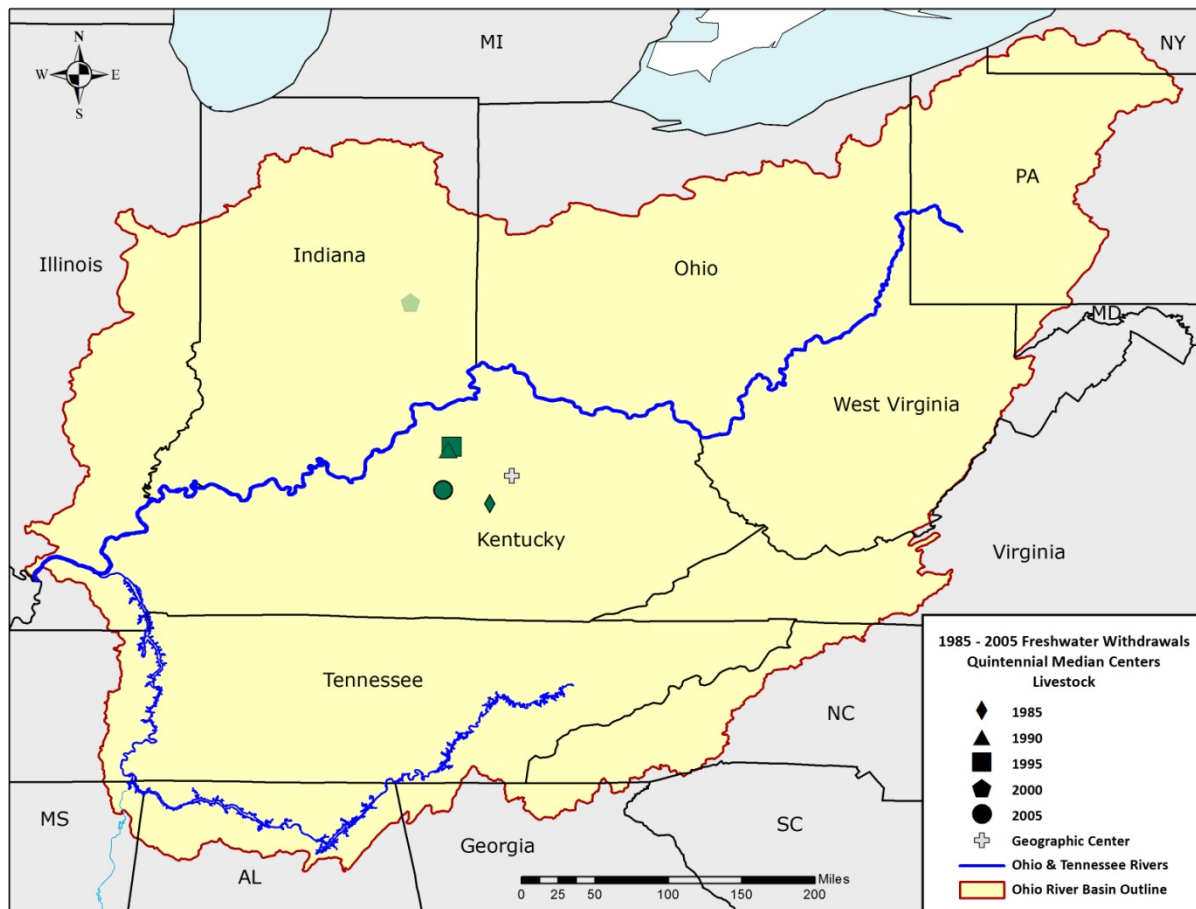 MI
NY
N
W
E
S
PA
Illinois
Indiana
Ohio
MD
West Virginia
Kentucky
Virginia
Tennessee
NC
MS
AL
Georgia
SC
1985 - 2005 Freshwater Withdrawals
Quintennial Median Centers
Livestock
1985
1990
1995
2000
2005
Geographic Center
Ohio & Tennessee Rivers
Ohio River Basin Outline
Miles
0 25 50 100 150 200